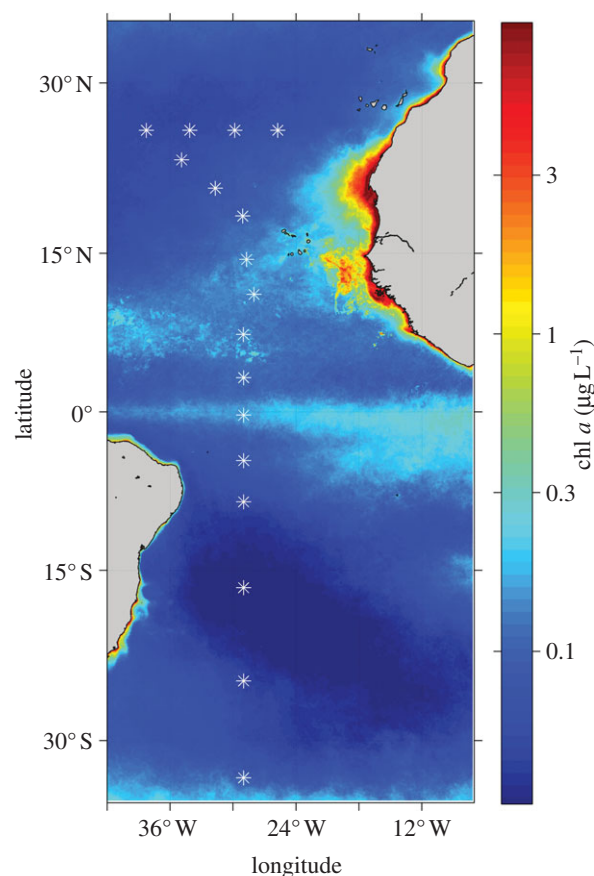 30° N
15° N
0°
15° S
30° S
latitude
36° W
24° W
12° W
longitude
3
1
0.3
0.1
chl a (µg L⁻¹)